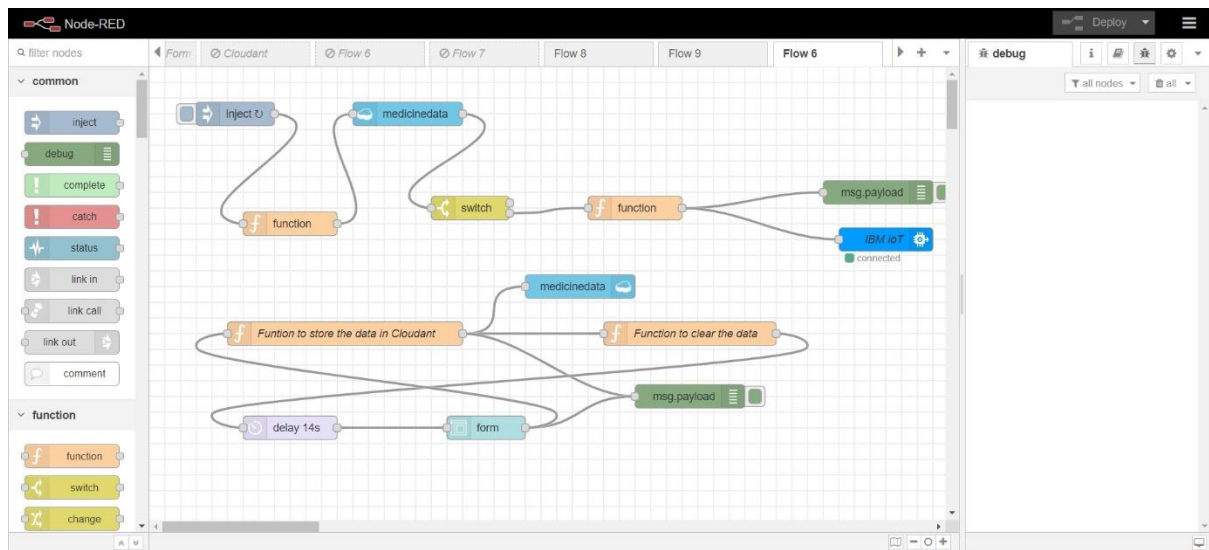 Node-RED
Deploy
filter nodes
Form
Cloudant
Flow 6
Flow 7
Flow 8
Flow 9
Flow 6
debug
i
all nodes
all
common
inject
debug
complete
catch
status
link in
link call
link out
comment
function
function
switch
change
inject ↻
medicinedata
function
switch
function
msg.payload
IBM IoT
connected
medicinedata
Funtion to store the data in Cloudant
Function to clear the data
msg.payload
delay 14s
form